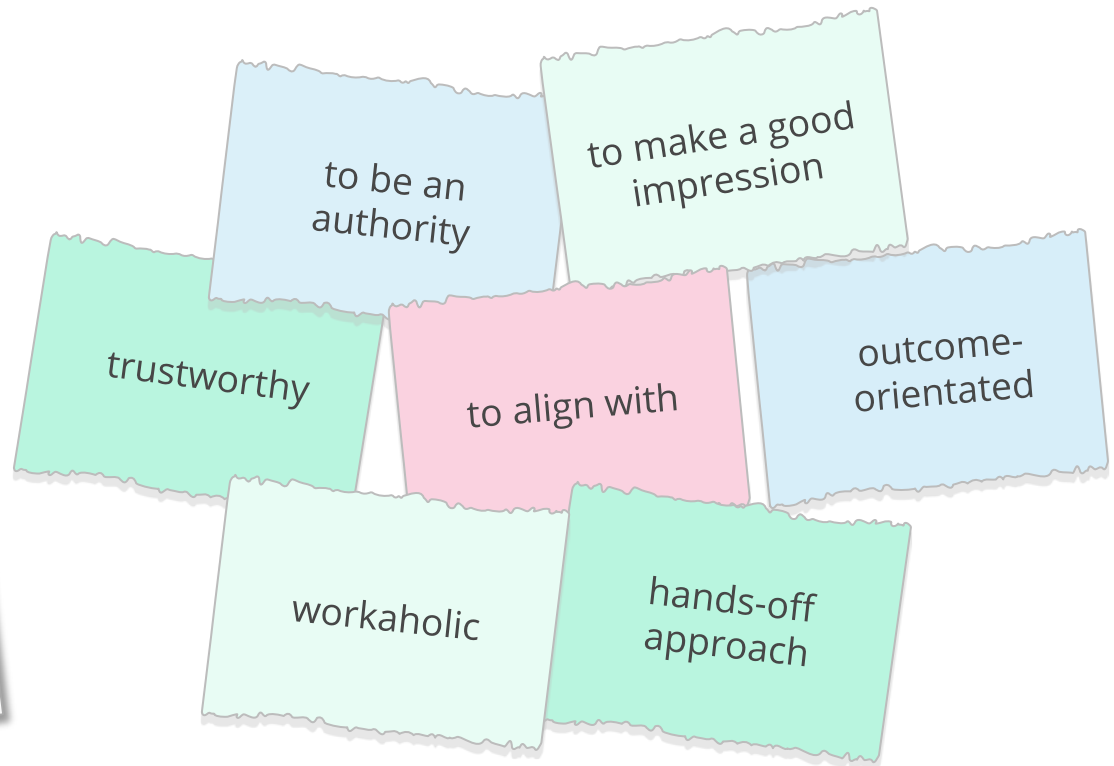 to be an
authority
to make a good
impression
trustworthy
to align with
outcome-
orientated
workaholic
hands-off
approach